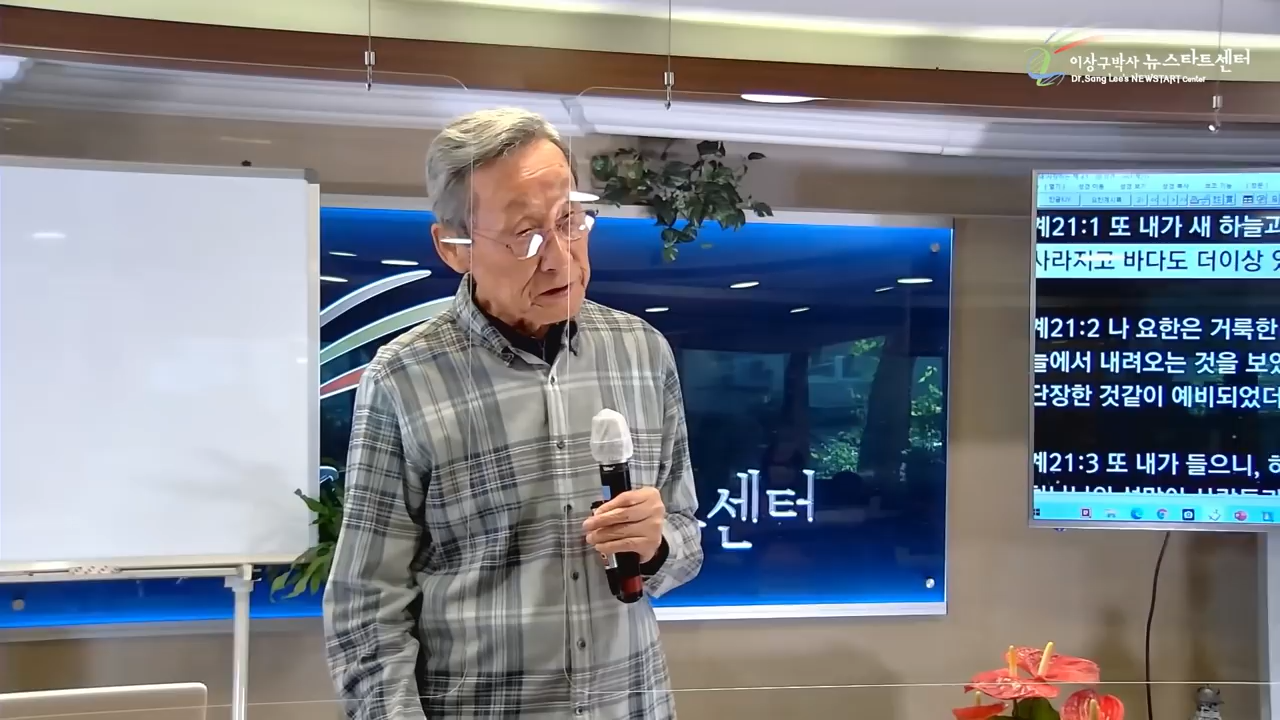 이상구박사 뉴스타트센터
Dr.Sang Lee's NEWSTART Center
계21:1 또 내가 새 하늘과
사라지고 바다도 더이상
계21:2 나 요한은 거룩한
늘에서 내려오는 것을 보았
단장한 것같이 예비되었더
계21:3 또 내가 들으니,
센터